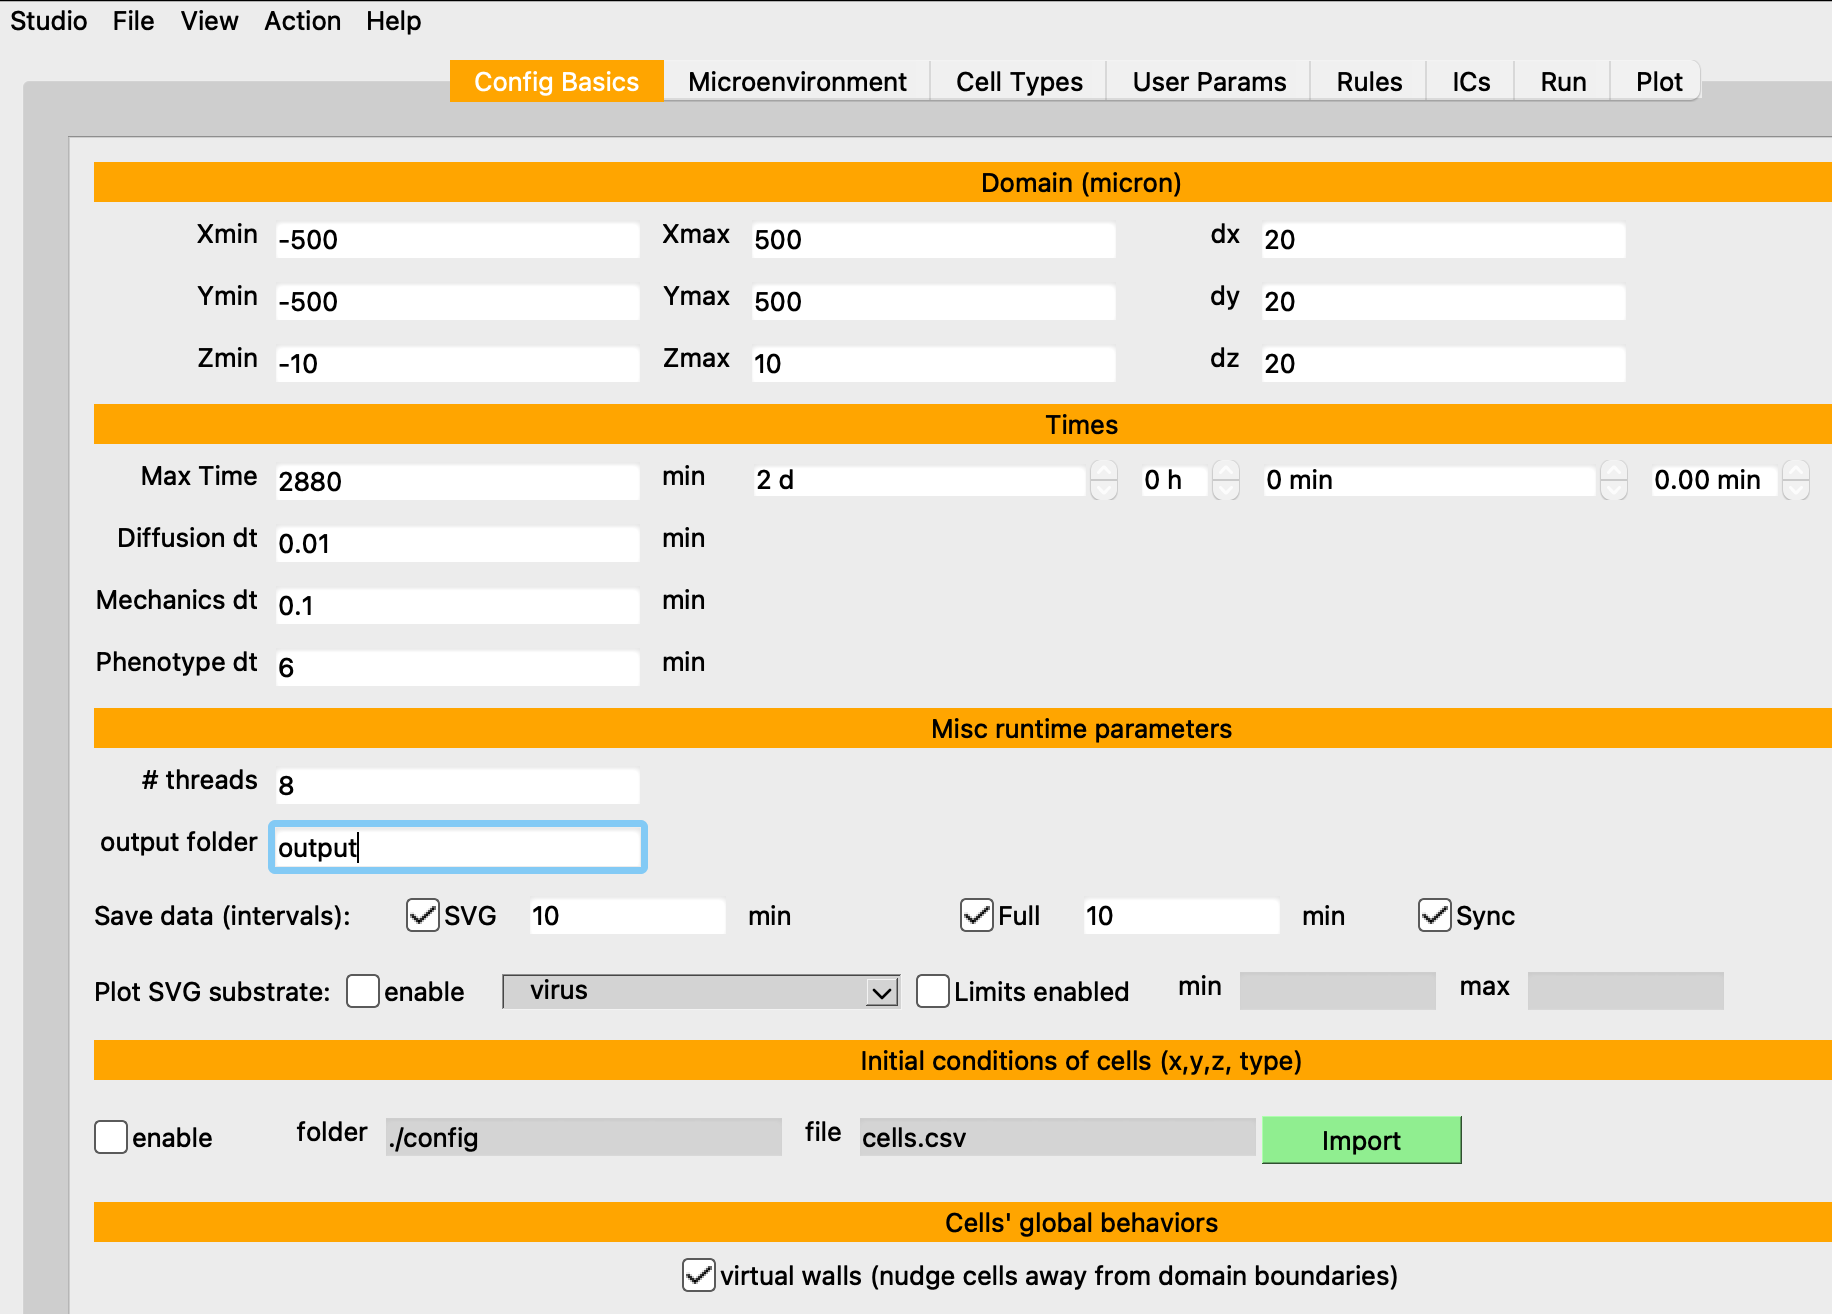 Studio File View Action Help
Config Basics Microenvironment Cell Types User Params Rules ICs Run Plot
Domain (micron)
Xmin -500 Xmax 500 dx 20
Ymin -500 Ymax 500 dy 20
Zmin -10 Zmax 10 dz 20
Times
Max Time 2880 min 2 d 0 h 0 min 0.00 min
Diffusion dt 0.01 min
Mechanics dt 0.1 min
Phenotype dt 6 min
Misc runtime parameters
# threads 8
output folder output
Save data (intervals): SVG 10 min Full 10 min Sync
Plot SVG substrate: enable virus Limits enabled min max
Initial conditions of cells (x,y,z, type)
enable folder ./config file cells.csv Import
Cells' global behaviors
virtual walls (nudge cells away from domain boundaries)